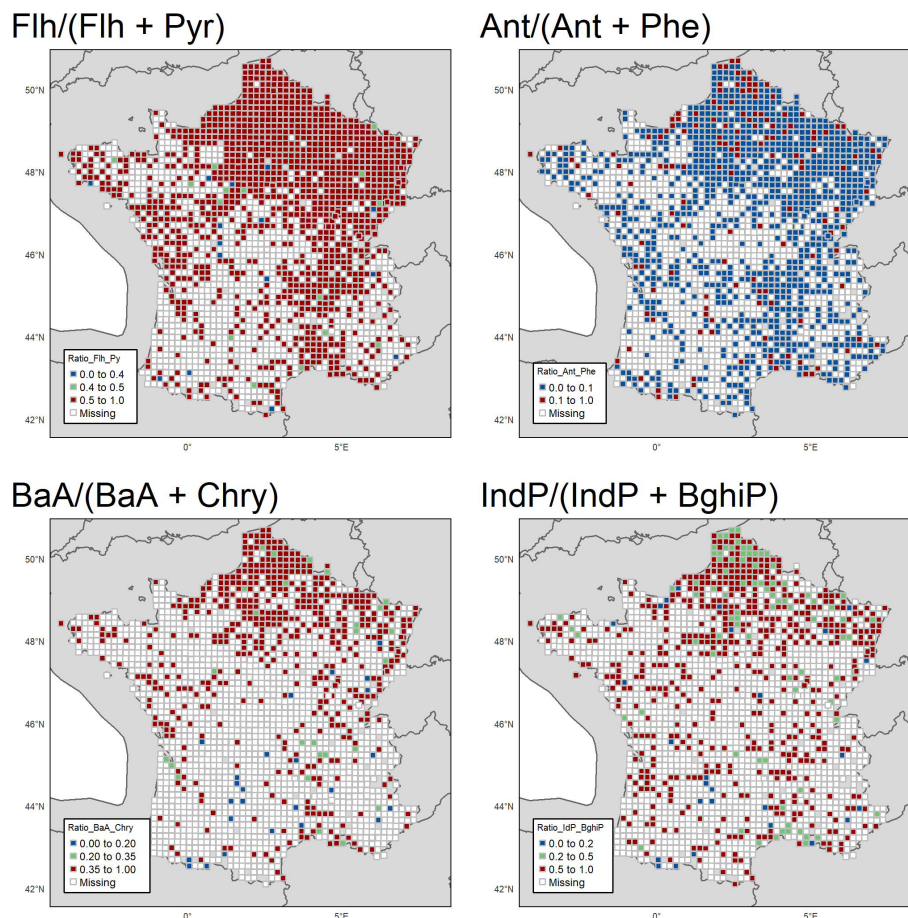 Flh/(Flh + Pyr)
50°N
48°N
46°N
44°N
42°N
Ratio_Flh_Py
0.0 to 0.4
0.4 to 0.5
0.5 to 1.0
Missing
0°
5°E
Ant/(Ant + Phe)
50°N
48°N
46°N
44°N
42°N
Ratio_Ant_Phe
0.0 to 0.1
0.1 to 1.0
Missing
0°
5°E
BaA/(BaA + Chry)
50°N
48°N
46°N
44°N
42°N
Ratio_BaA_Chry
0.00 to 0.20
0.20 to 0.35
0.35 to 1.00
Missing
0°
5°E
IndP/(IndP + BghiP)
50°N
48°N
46°N
44°N
42°N
Ratio_IdP_BghiP
0.0 to 0.2
0.2 to 0.5
0.5 to 1.0
Missing
0°
5°E